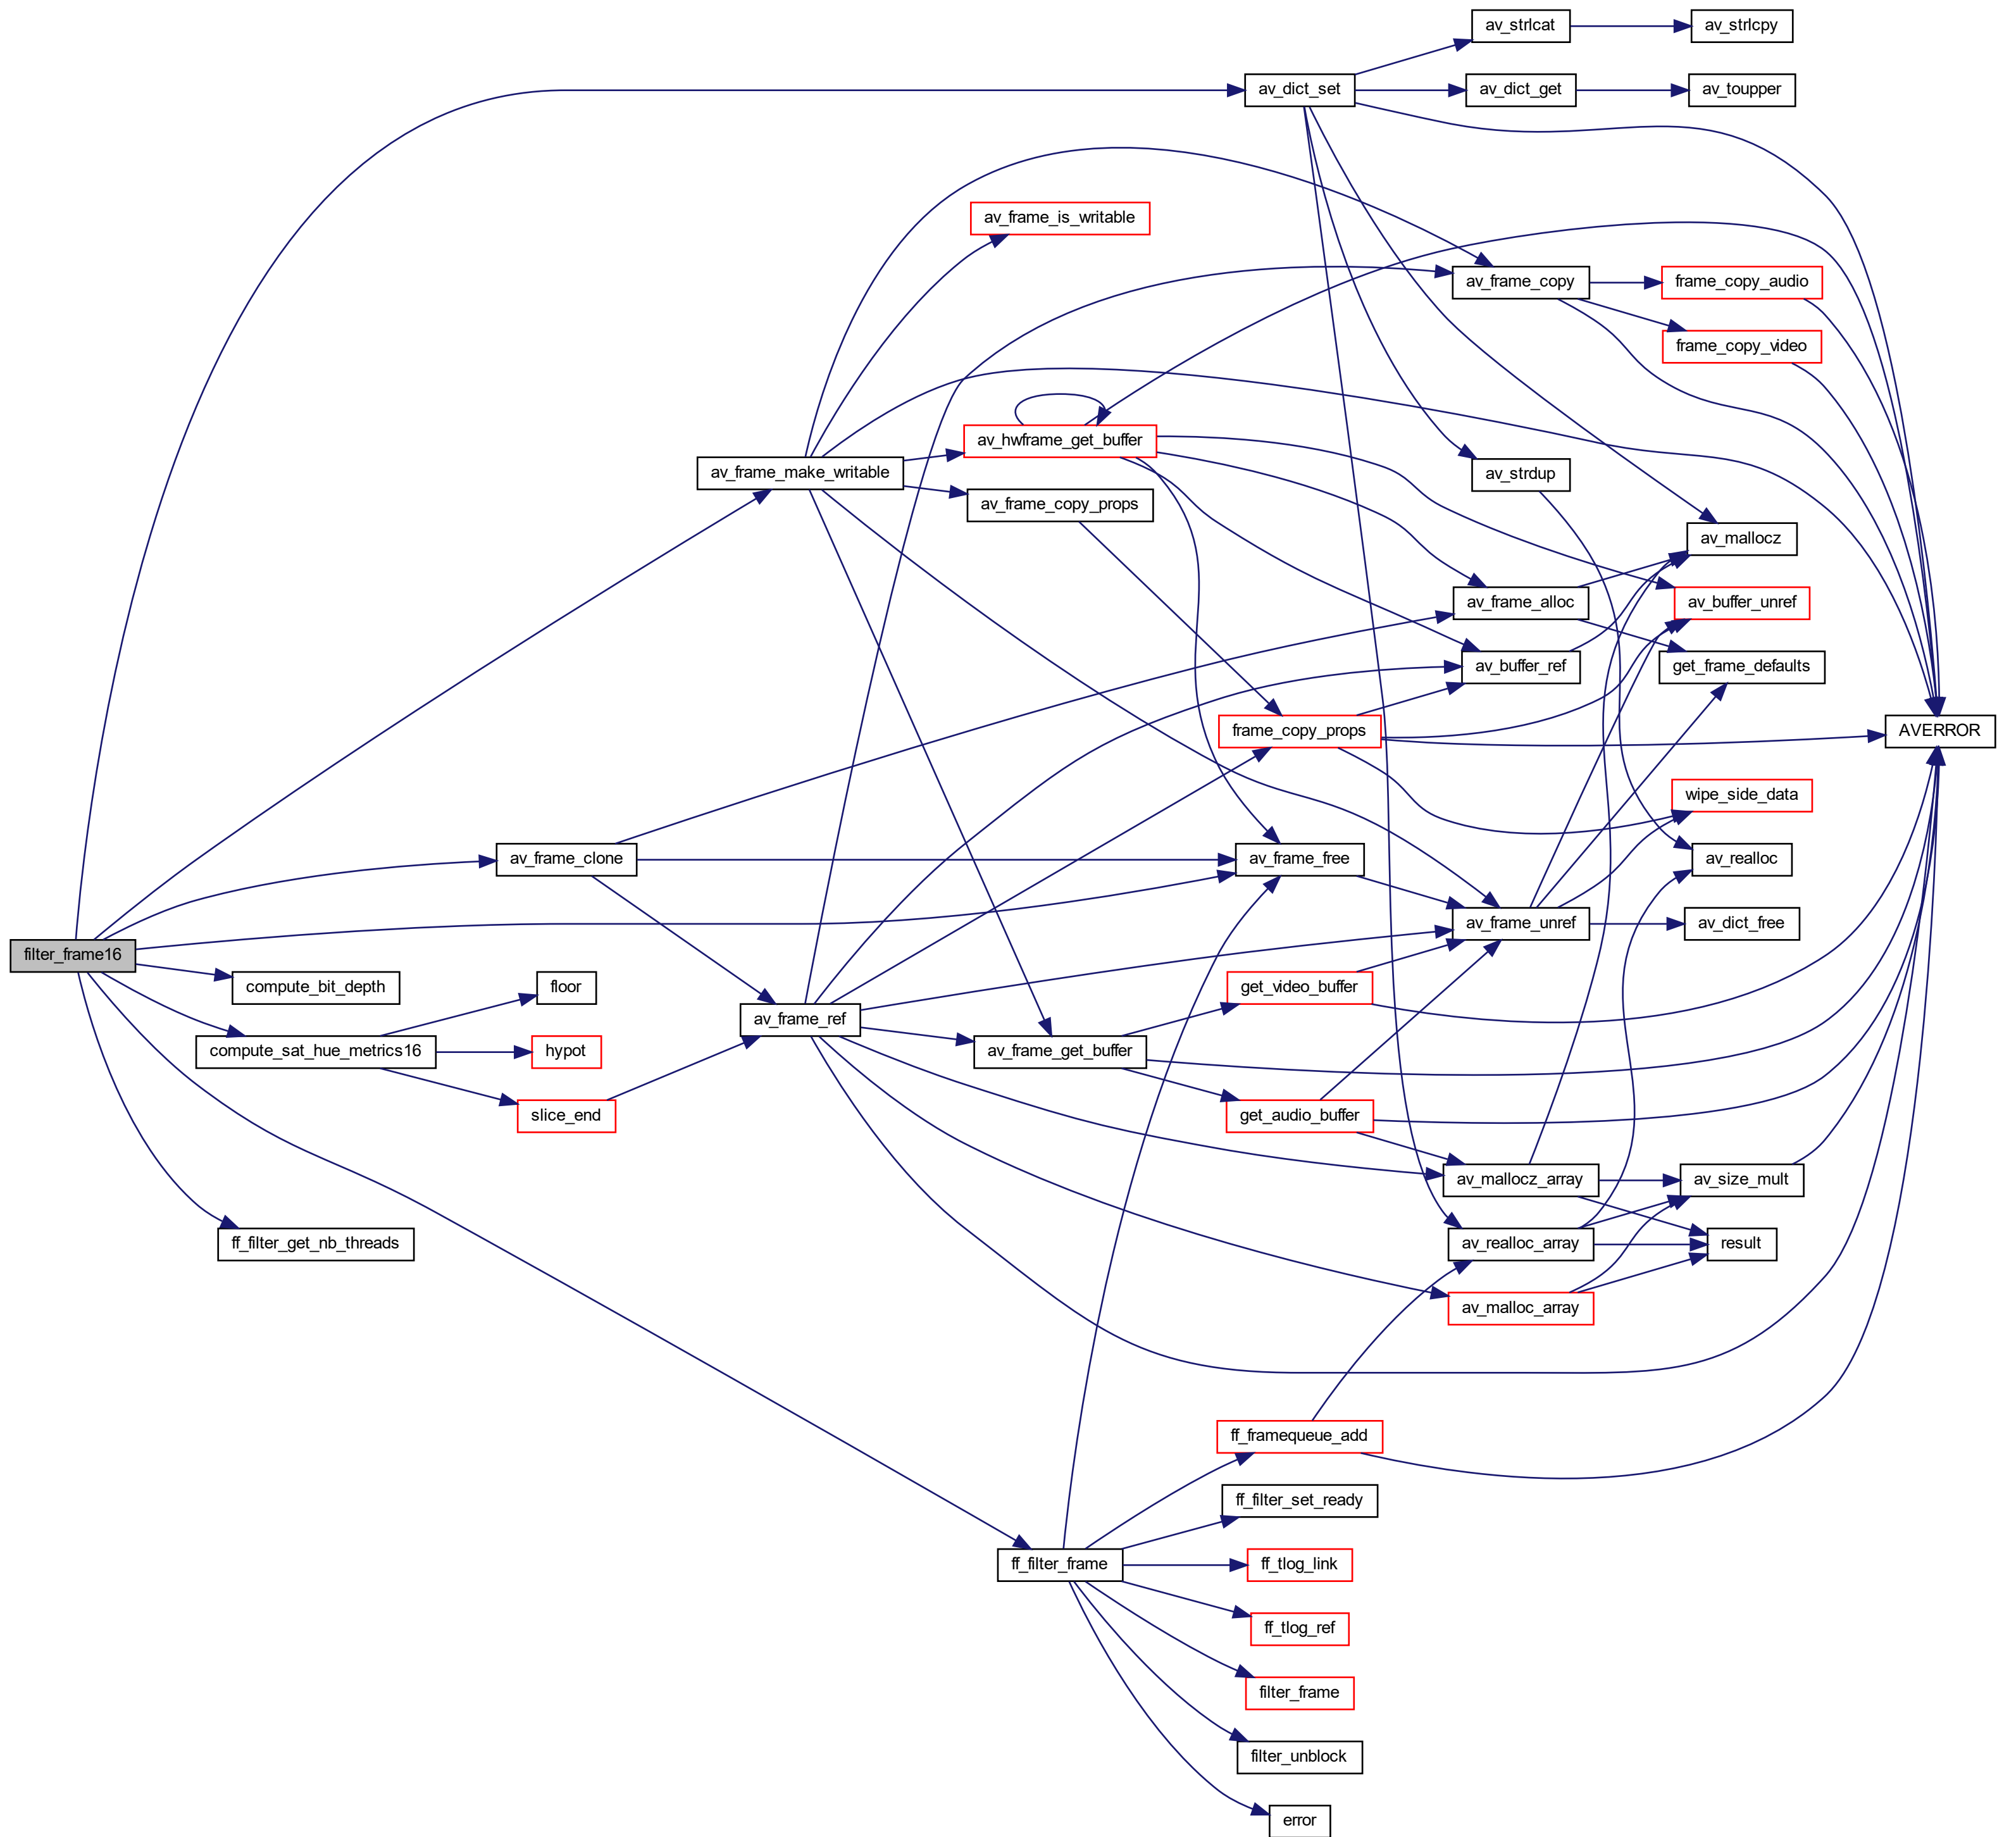 av_strlcat
av_strlcpy
av_dict_set
av_dict_get
av_toupper
av_frame_is_writable
av_frame_copy
frame_copy_audio
frame_copy_video
av_hwframe_get_buffer
av_frame_make_writable
av_strdup
av_frame_copy_props
av_mallocz
av_frame_alloc
av_buffer_unref
av_buffer_ref
get_frame_defaults
frame_copy_props
AVERROR
wipe_side_data
av_frame_clone
av_frame_free
av_realloc
av_frame_unref
av_dict_free
filter_frame16
compute_bit_depth
floor
get_video_buffer
av_frame_ref
compute_sat_hue_metrics16
hypot
av_frame_get_buffer
slice_end
get_audio_buffer
av_mallocz_array
av_size_mult
ff_filter_get_nb_threads
av_realloc_array
result
av_malloc_array
ff_framequeue_add
ff_filter_set_ready
ff_filter_frame
ff_tlog_link
ff_tlog_ref
filter_frame
filter_unblock
error